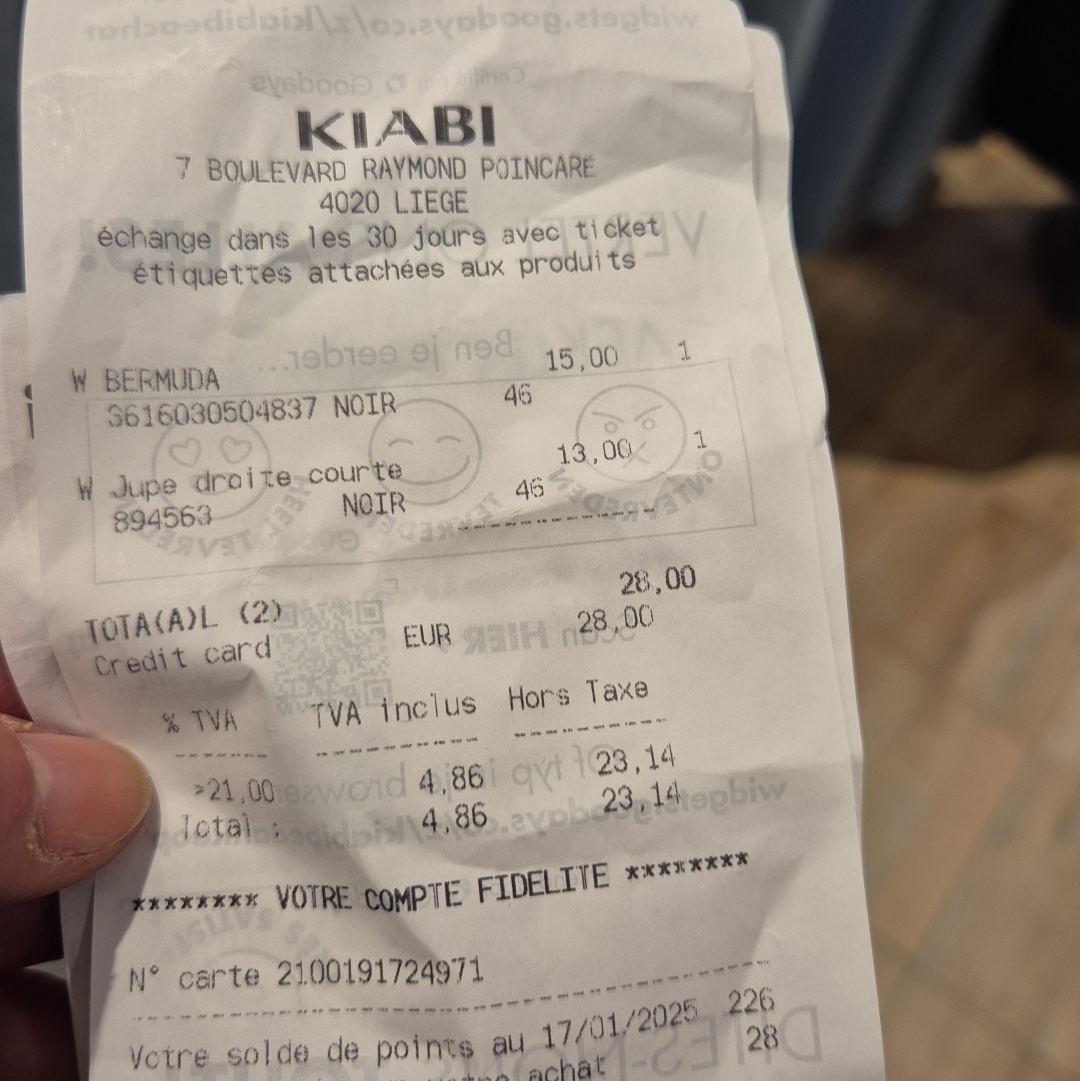 KIABI
7 BOULEVARD RAYMOND POINCARE
4020 LIEGE
échange dans les 30 jours avec ticket
étiquettes attachées aux produits
W BERMUDA 15,00 1
3616030504837 NOIR 46
W Jupe droite courte 13,00 1
894563 NOIR 46
TOTA(A)L (2) 28,00
Credit card EUR 28,00
% TVA TVA inclus Hors Taxe
>21,00 4,86 23,14
Total : 4,86 23,14
******** VOTRE COMPTE FIDELITE ********
N° carte 2100191724971
Votre solde de points au 17/01/2025 226
achat 28